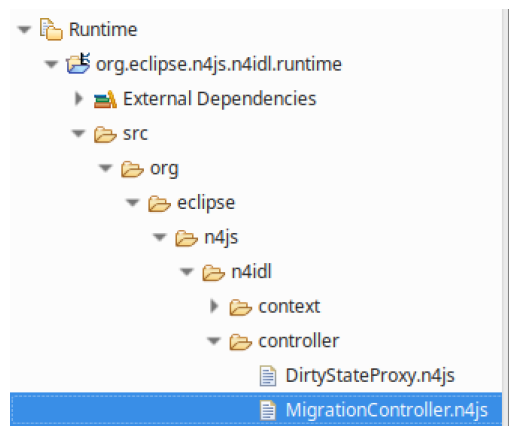 Runtime
org.eclipse.n4js.n4idl.runtime
External Dependencies
src
org
eclipse
n4js
n4idl
context
controller
DirtyStateProxy.n4js
MigrationController.n4js